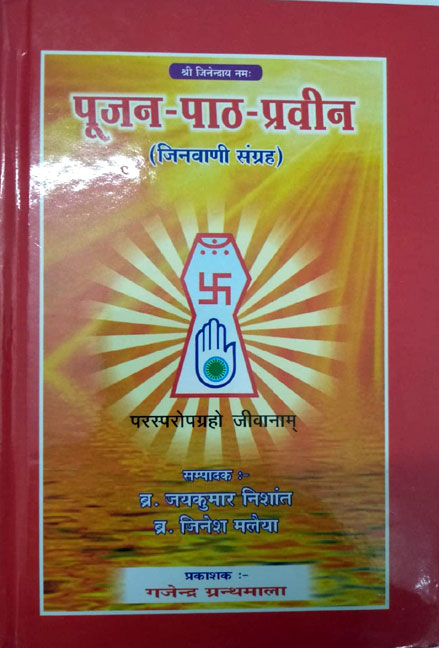 श्री जिनेन्द्राय नमः
पूजन-पाठ-प्रवीन
(जिनवाणी संग्रह)
परस्परोपग्रहो जीवानाम्
सम्पादक :-
ब्र. जयकुमार निशांत
ब्र. जिनेश मलैया
प्रकाशक :-
गजेन्द्र ग्रन्थमाला